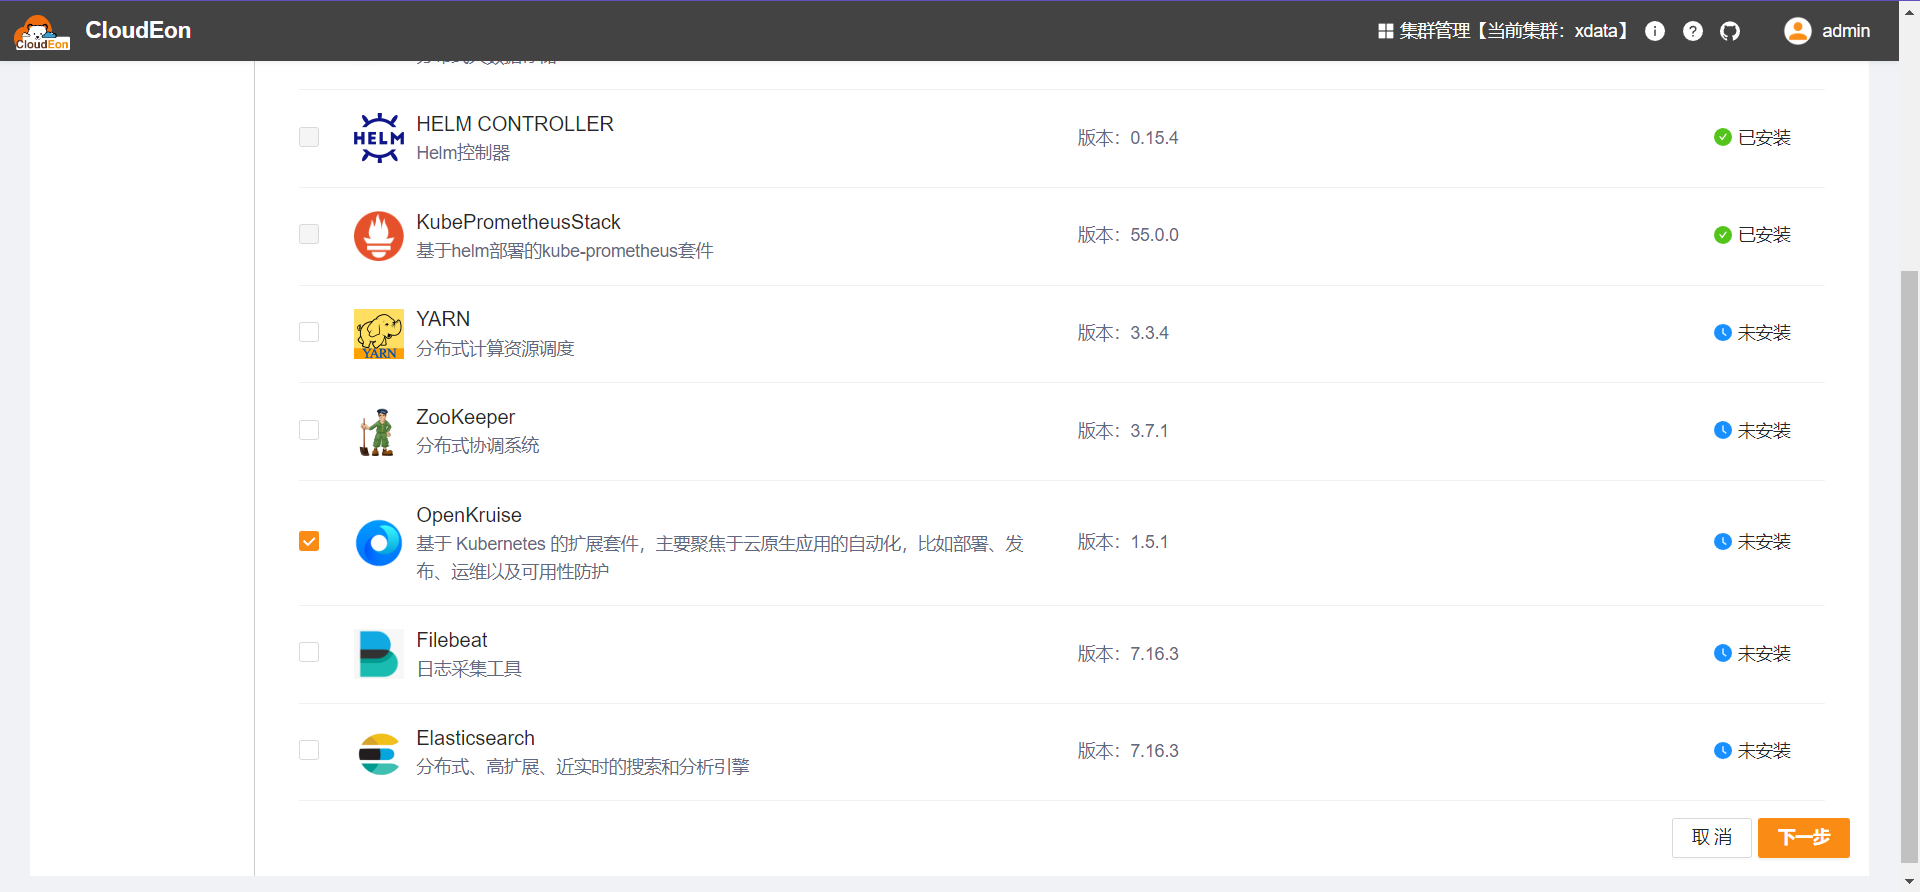 CloudEon
CloudEon
集群管理【当前集群：xdata】
admin
HELM
HELM CONTROLLER
Helm控制器
版本：0.15.4
已安装
KubePrometheusStack
基于helm部署的kube-prometheus套件
版本：55.0.0
已安装
YARN
YARN
分布式计算资源调度
版本：3.3.4
未安装
ZooKeeper
分布式协调系统
版本：3.7.1
未安装
OpenKruise
基于 Kubernetes 的扩展套件，主要聚焦于云原生应用的自动化，比如部署、发
布、运维以及可用性防护
版本：1.5.1
未安装
Filebeat
日志采集工具
版本：7.16.3
未安装
Elasticsearch
分布式、高扩展、近实时的搜索和分析引擎
版本：7.16.3
未安装
取 消
下一步